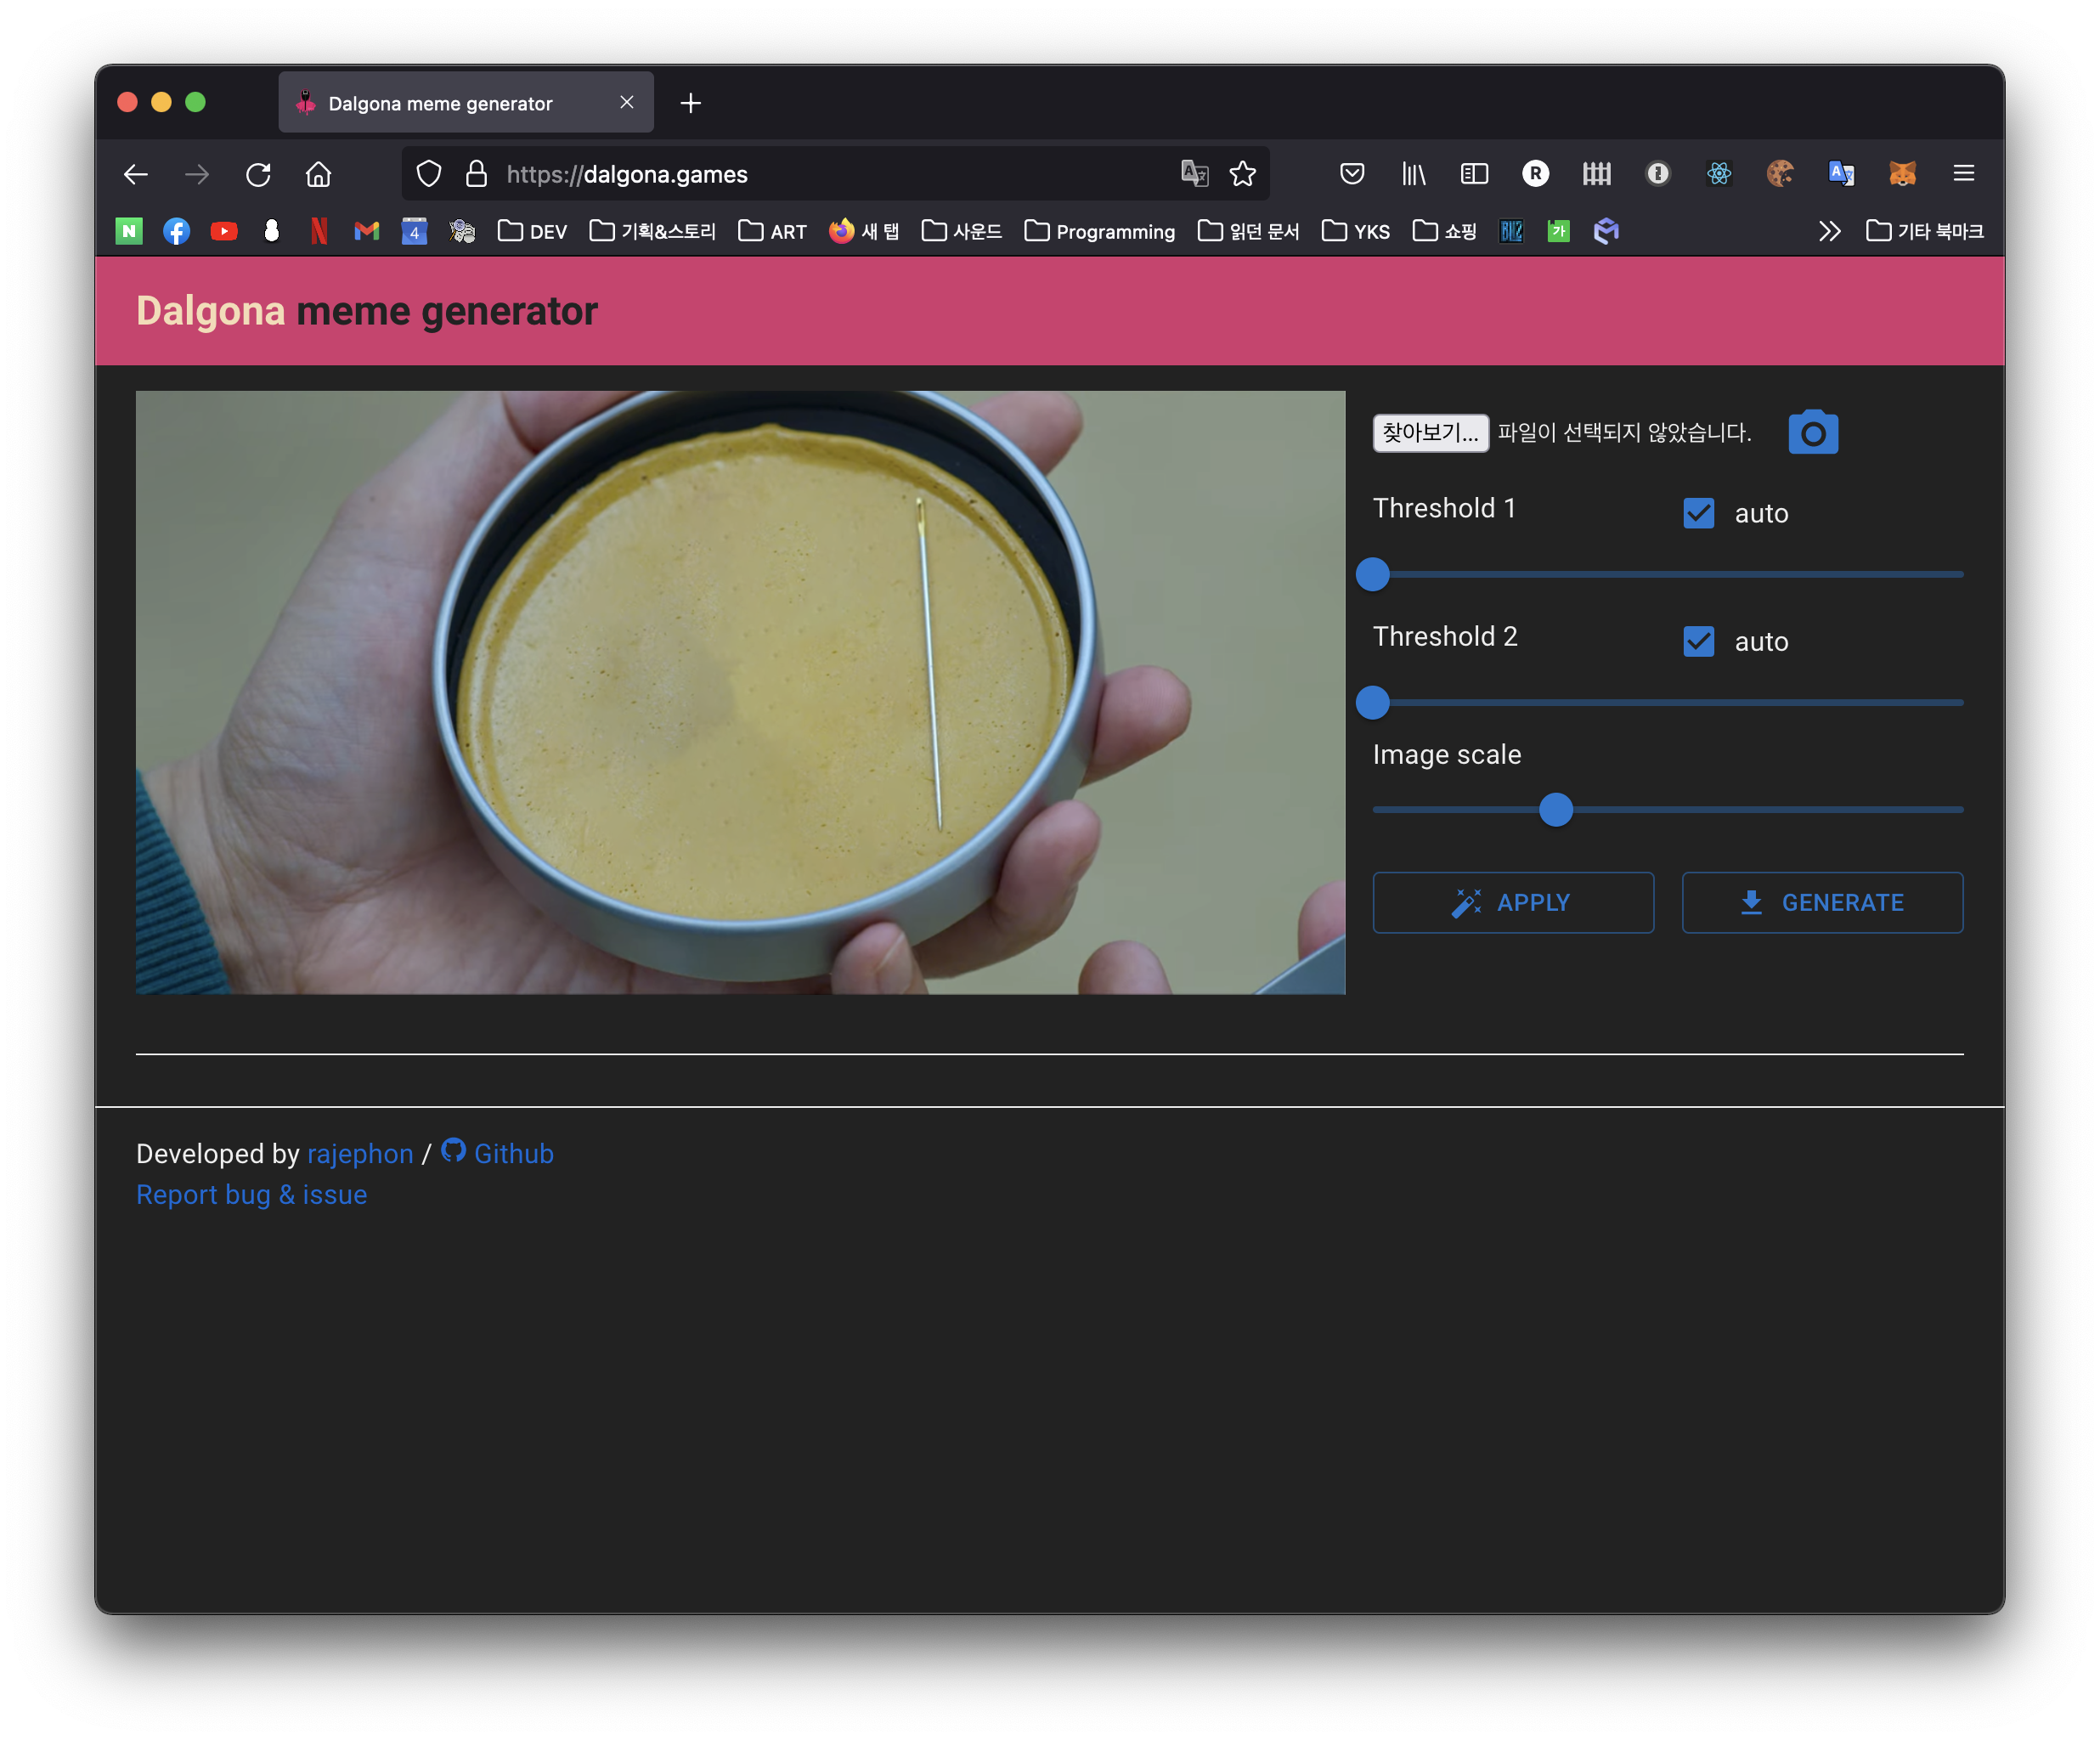 Dalgona meme generator
https://dalgona.games
N 4 DEV 기획&스토리 ART 새 탭 사운드 Programming 읽던 문서 YKS 쇼핑 가 기타 북마크
Dalgona meme generator
찾아보기... 파일이 선택되지 않았습니다.
Threshold 1 auto
Threshold 2 auto
Image scale
APPLY GENERATE
Developed by rajephon / Github
Report bug & issue